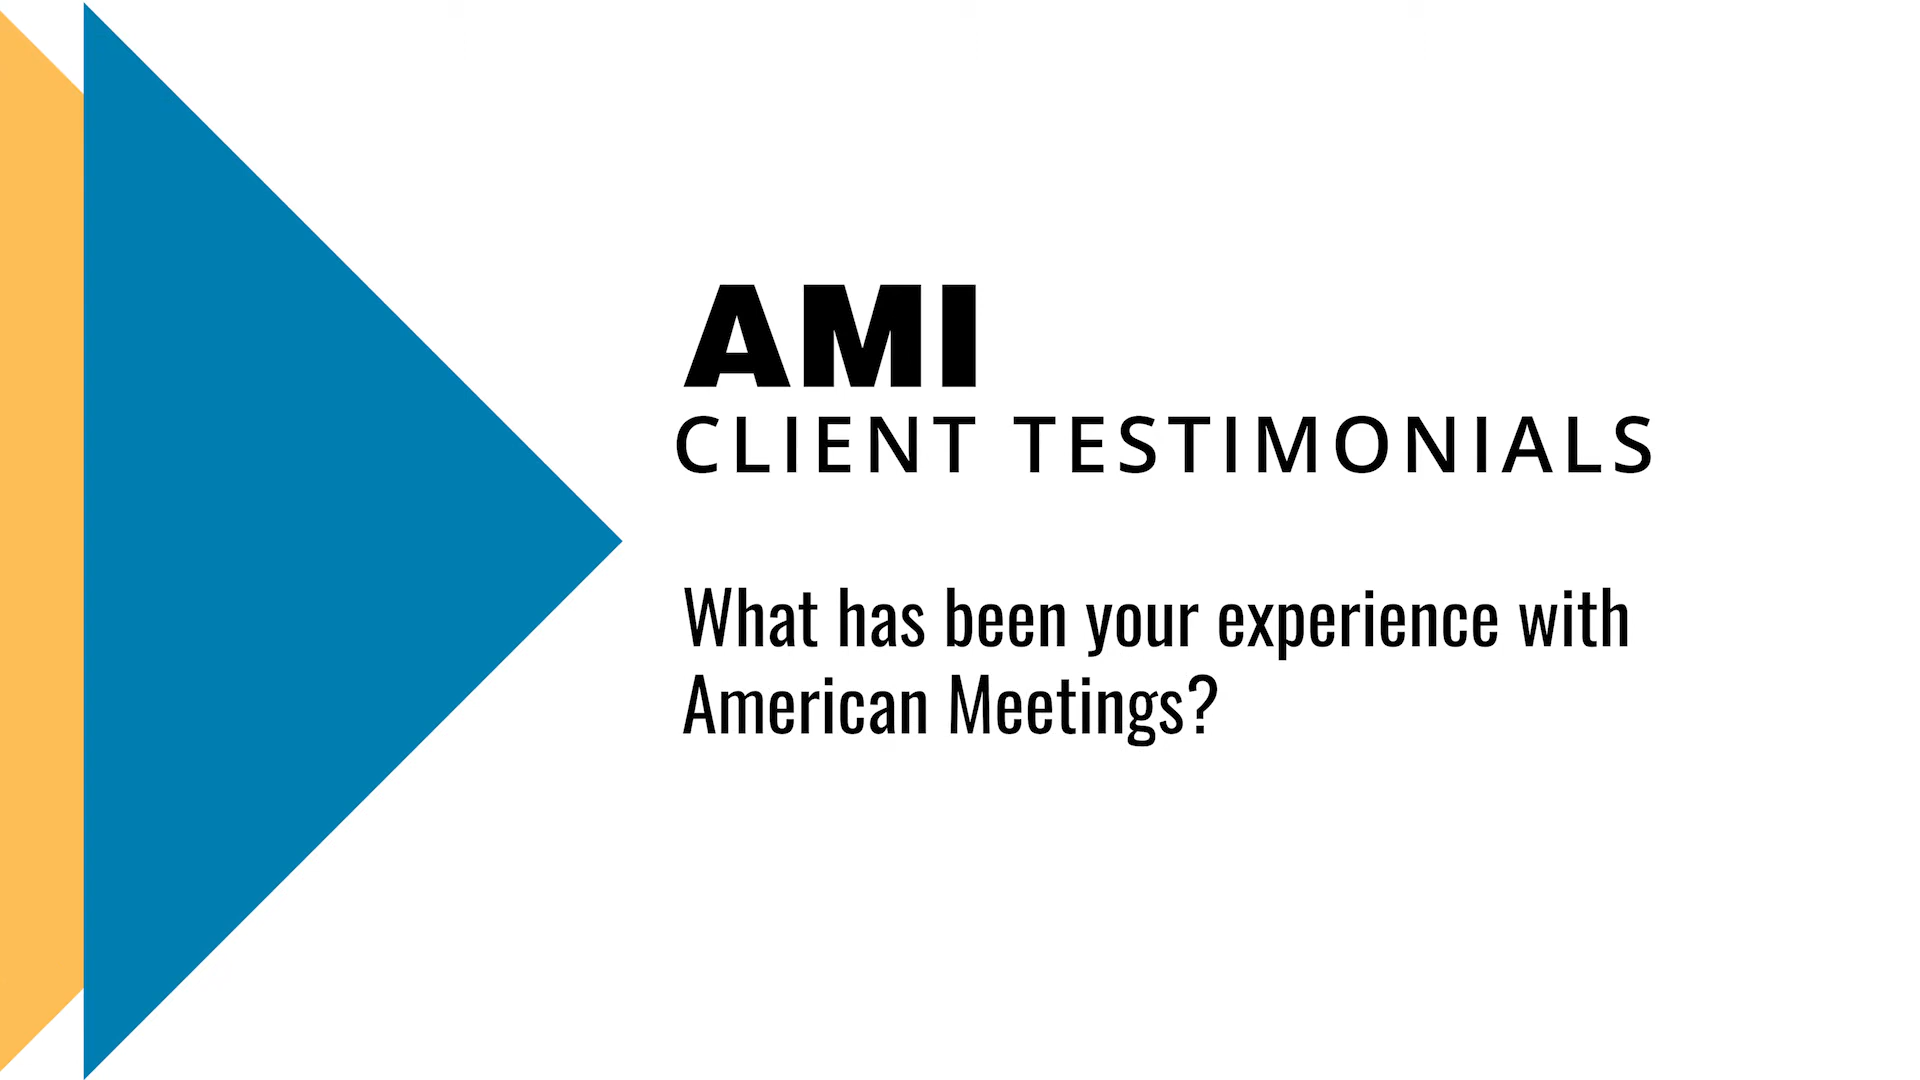 AMI
CLIENT TESTIMONIALS
What has been your experience with
American Meetings?